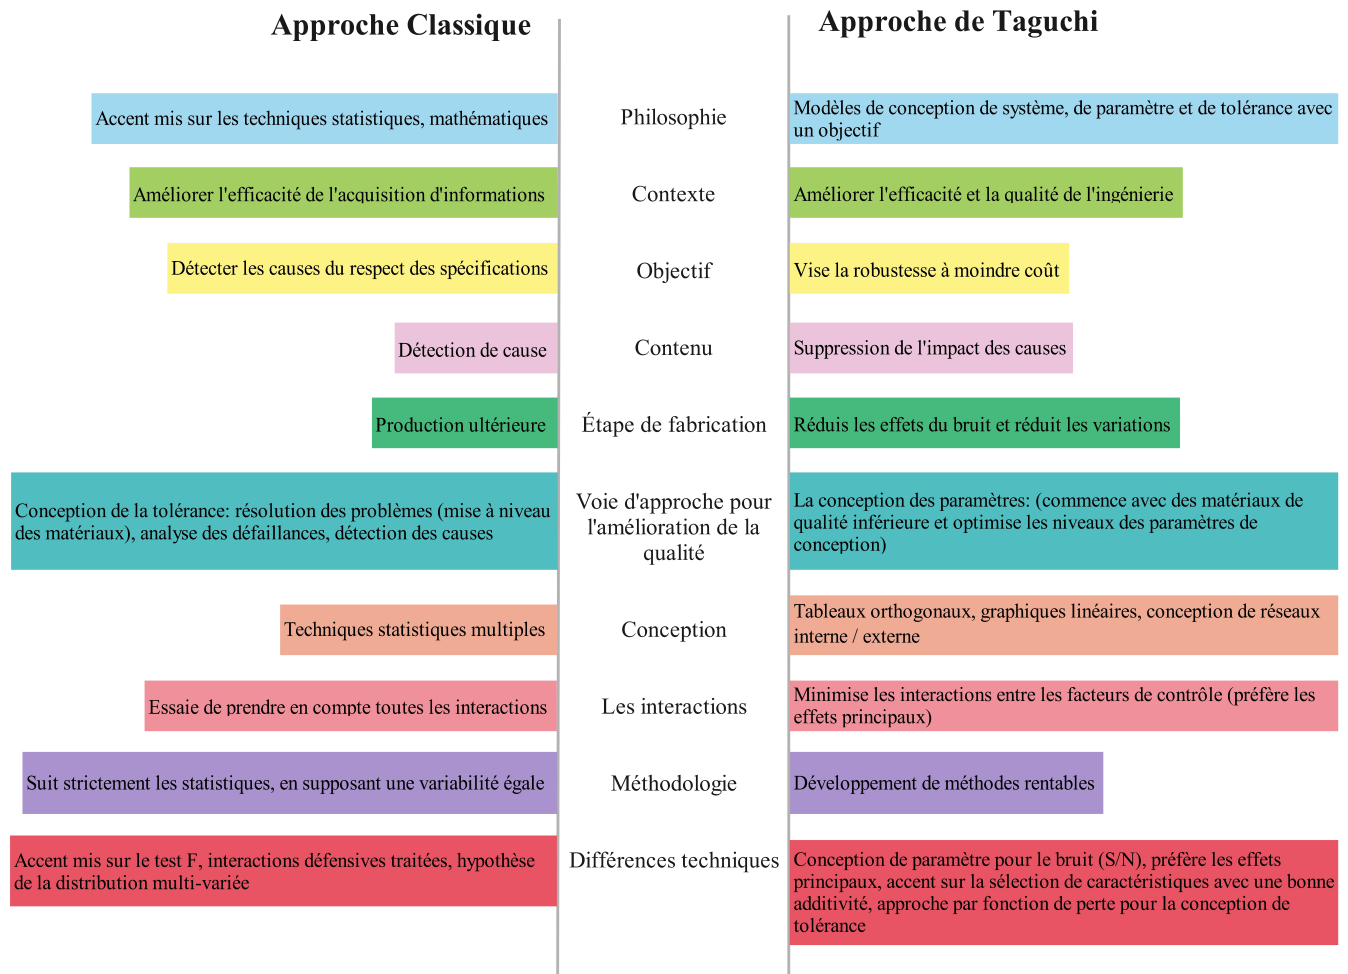 Approche Classique
Approche de Taguchi
Accent mis sur les techniques statistiques, mathématiques
Philosophie
Modèles de conception de système, de paramètre et de tolérance avec
un objectif
Améliorer l'efficacité de l'acquisition d'informations
Contexte
Améliorer l'efficacité et la qualité de l'ingénierie
Détecter les causes du respect des spécifications
Objectif
Vise la robustesse à moindre coût
Détection de cause
Contenu
Suppression de l'impact des causes
Production ultérieure
Étape de fabrication
Réduis les effets du bruit et réduit les variations
Conception de la tolérance: résolution des problèmes (mise à niveau
des matériaux), analyse des défaillances, détection des causes
Voie d'approche pour
l'amélioration de la
qualité
La conception des paramètres: (commence avec des matériaux de
qualité inférieure et optimise les niveaux des paramètres de
conception)
Techniques statistiques multiples
Conception
Tableaux orthogonaux, graphiques linéaires, conception de réseaux
interne / externe
Essaie de prendre en compte toutes les interactions
Les interactions
Minimise les interactions entre les facteurs de contrôle (préfère les
effets principaux)
Suit strictement les statistiques, en supposant une variabilité égale
Méthodologie
Développement de méthodes rentables
Accent mis sur le test F, interactions défensives traitées, hypothèse
de la distribution multi-variée
Différences techniques
Conception de paramètre pour le bruit (S/N), préfère les effets
principaux, accent sur la sélection de caractéristiques avec une bonne
additivité, approche par fonction de perte pour la conception de
tolérance